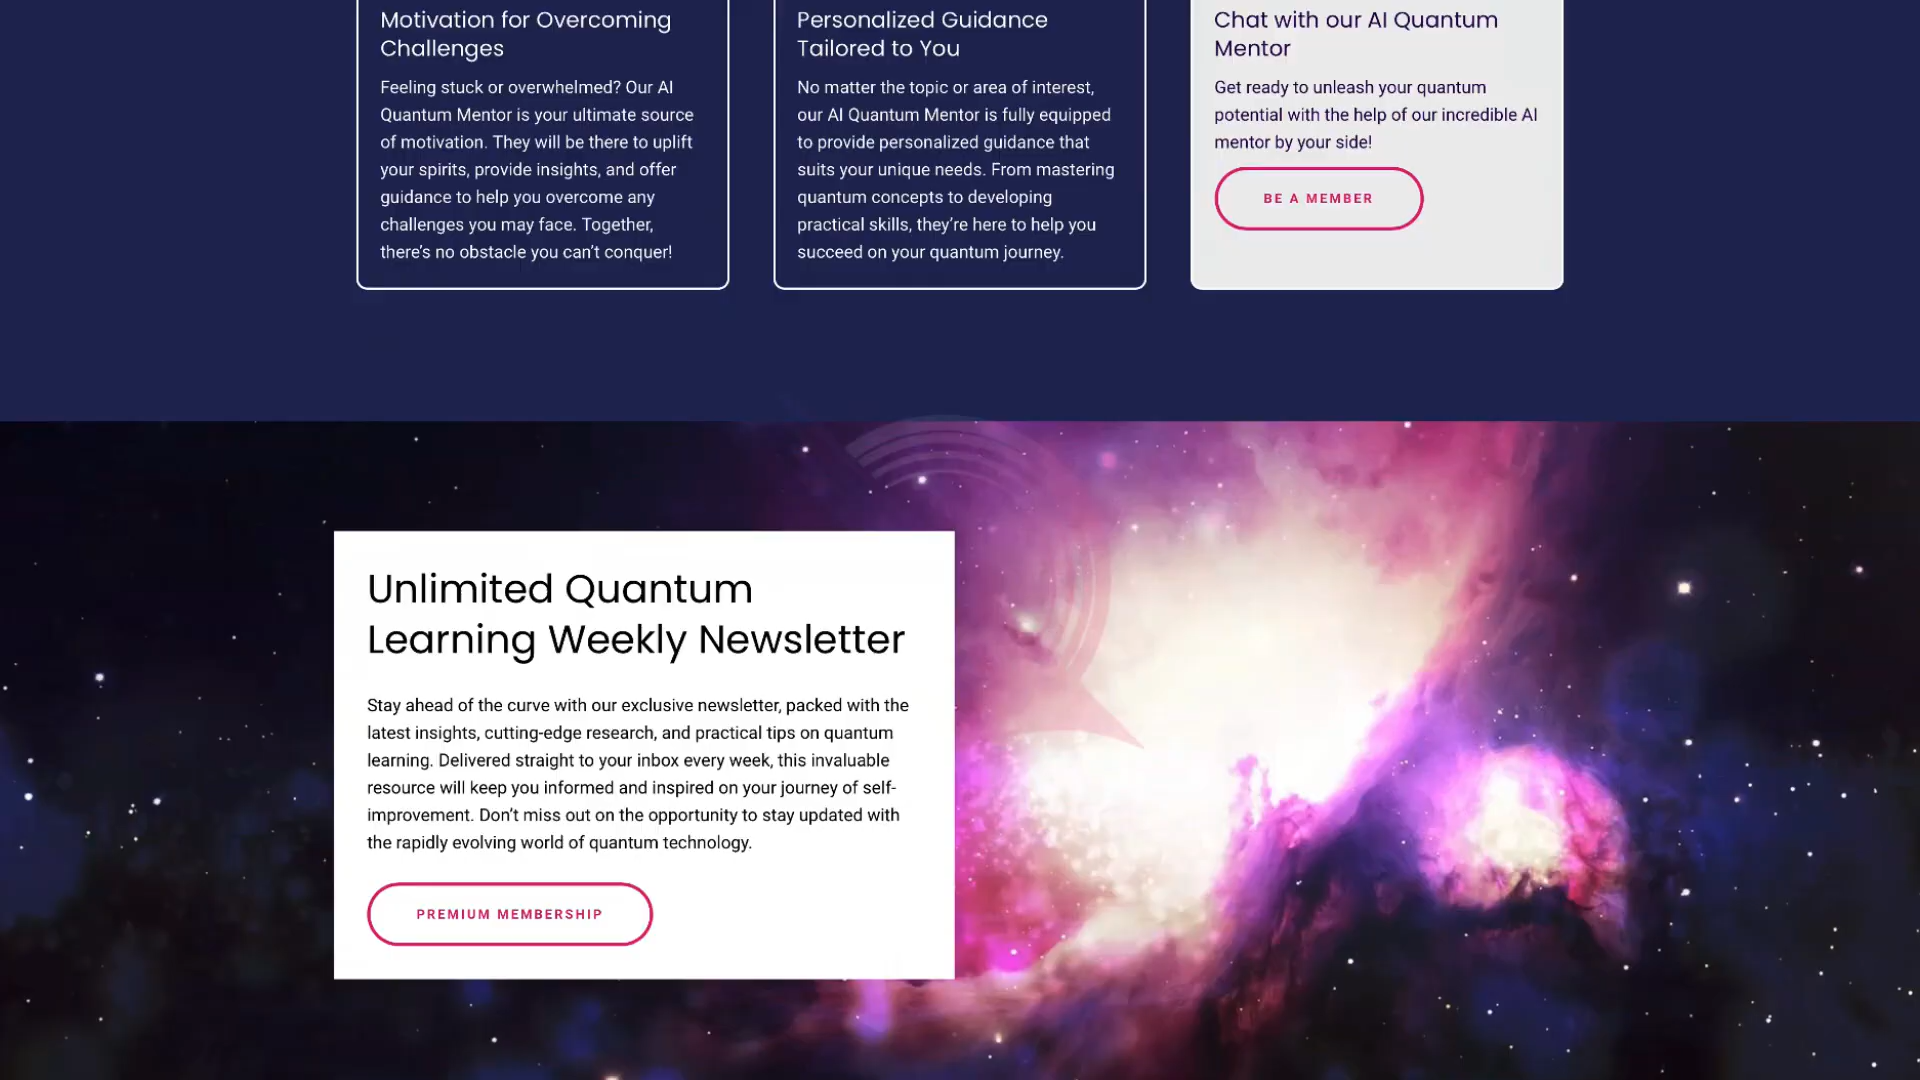 Motivation for Overcoming
Challenges
Feeling stuck or overwhelmed? Our AI
Quantum Mentor is your ultimate source
of motivation. They will be there to uplift
your spirits, provide insights, and offer
guidance to help you overcome any
challenges you may face. Together,
there’s no obstacle you can’t conquer!
Personalized Guidance
Tailored to You
No matter the topic or area of interest,
our AI Quantum Mentor is fully equipped
to provide personalized guidance that
suits your unique needs. From mastering
quantum concepts to developing
practical skills, they’re here to help you
succeed on your quantum journey.
Chat with our AI Quantum
Mentor
Get ready to unleash your quantum
potential with the help of our incredible AI
mentor by your side!
BE A MEMBER
Unlimited Quantum
Learning Weekly Newsletter
Stay ahead of the curve with our exclusive newsletter, packed with the
latest insights, cutting-edge research, and practical tips on quantum
learning. Delivered straight to your inbox every week, this invaluable
resource will keep you informed and inspired on your journey of self-
improvement. Don’t miss out on the opportunity to stay updated with
the rapidly evolving world of quantum technology.
PREMIUM MEMBERSHIP